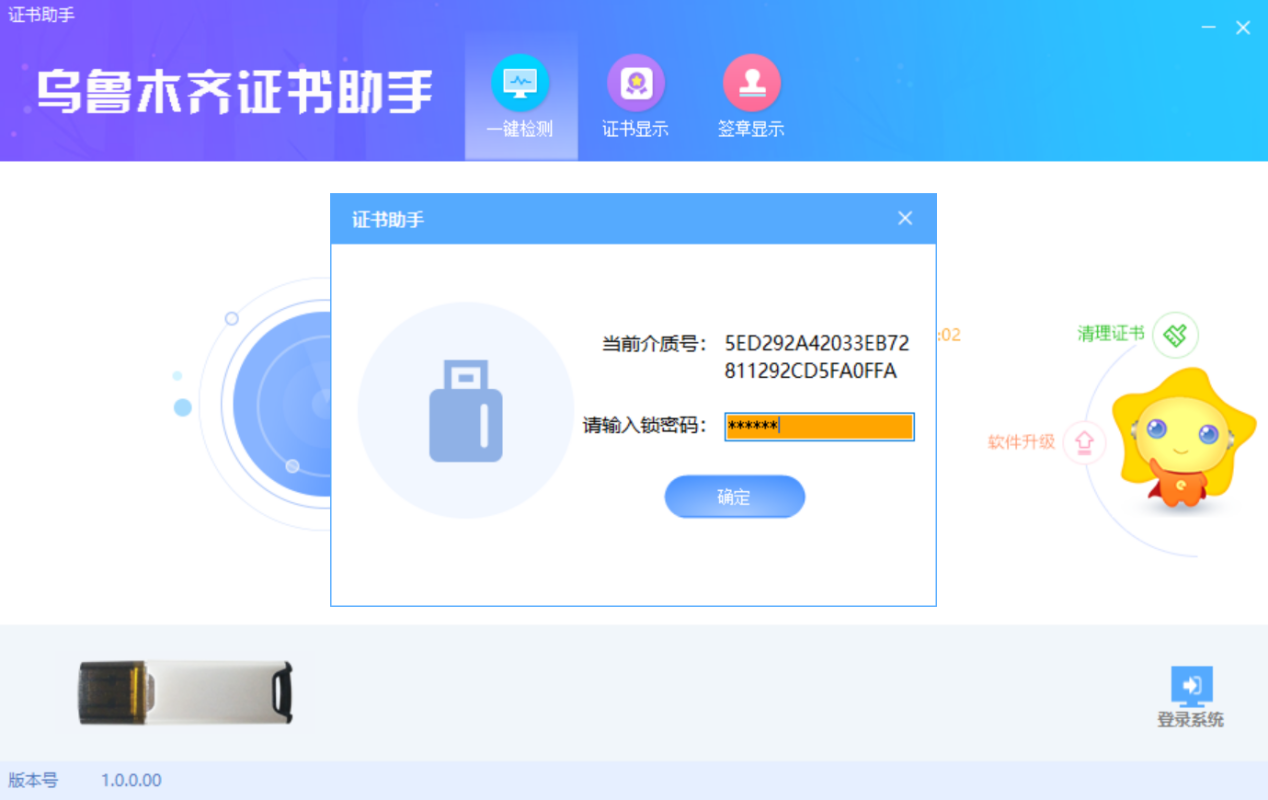 证书助手
乌鲁木齐证书助手
一键检测
证书显示
签章显示
证书助手
当前介质号：
5ED292A42033EB72
811292CD5FA0FFA
:02
请输入锁密码：
******
确定
清理证书
软件升级
登录系统
版本号 1.0.0.00